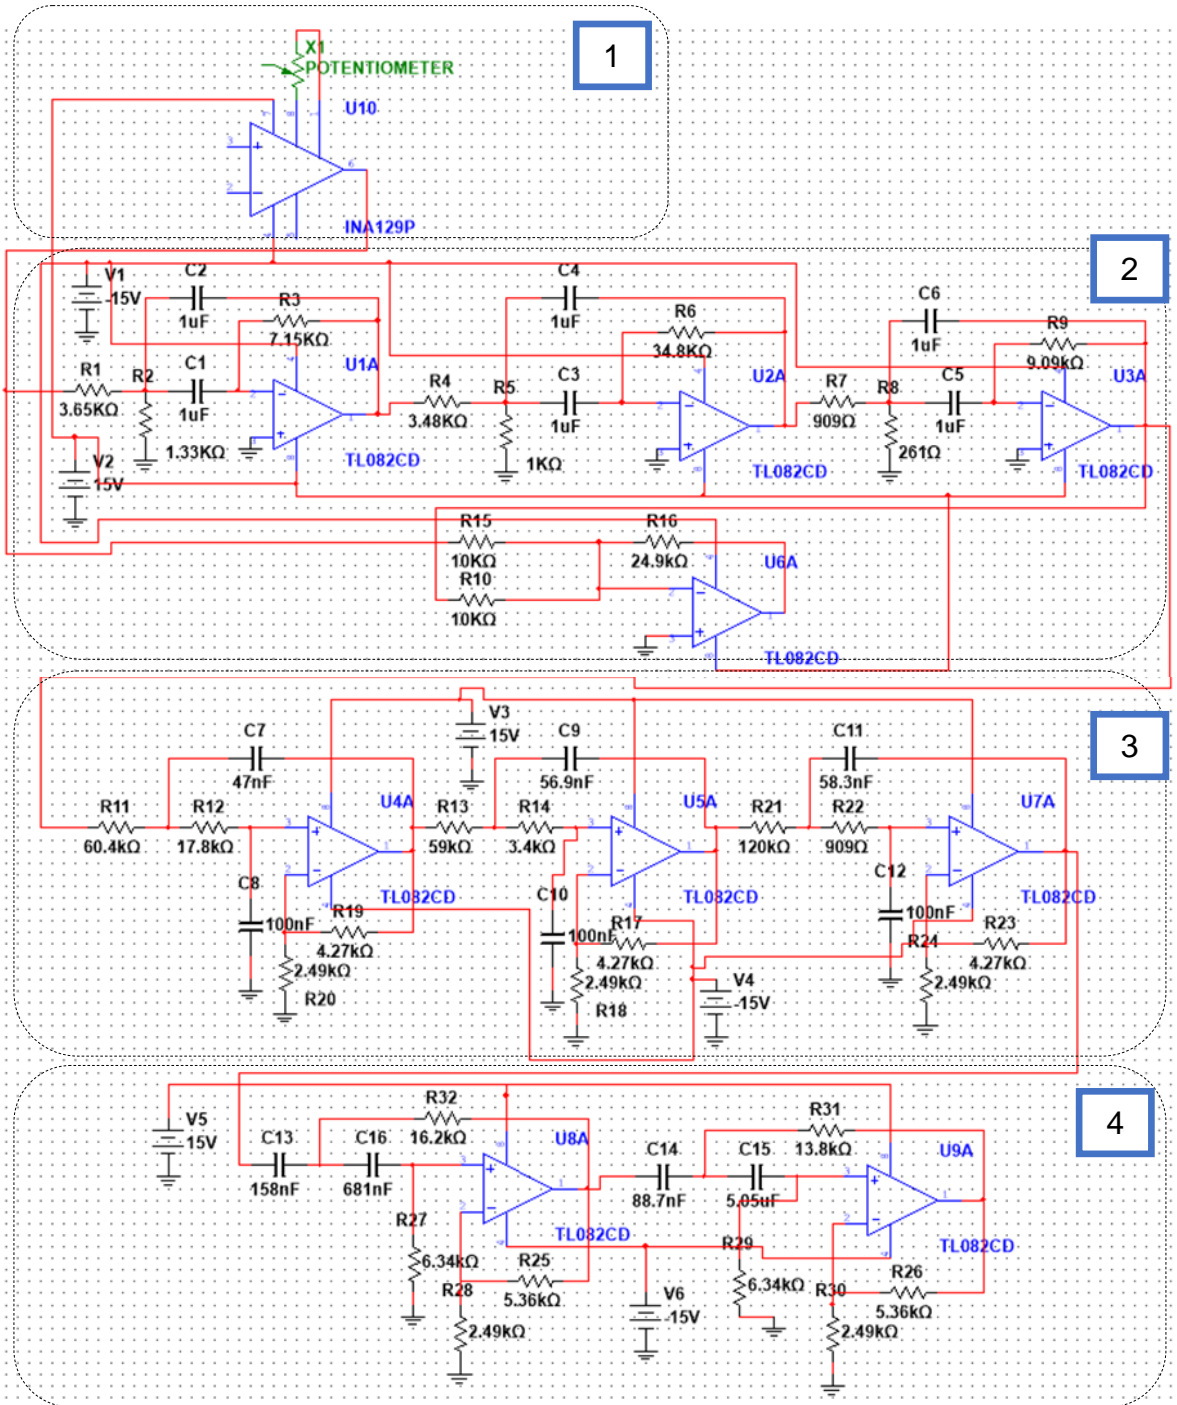 1
X1
POTENTIOMETER
U10
3
2
6
INA129P
2
V1
-15V
C2
1uF
R3
7.15KΩ
U1A
R1
3.65KΩ
R2
1.33KΩ
C1
1uF
TL082CD
V2
15V
C4
1uF
R6
34.8KΩ
U2A
R4
3.48KΩ
R5
1KΩ
C3
1uF
TL082CD
C6
1uF
R9
9.09kΩ
U3A
R7
909Ω
R8
261Ω
C5
1uF
TL082CD
R15
10KΩ
R16
24.9kΩ
R10
10KΩ
U6A
TL082CD
3
V3
15V
C7
47nF
U4A
R11
60.4kΩ
R12
17.8kΩ
C8
100nF
TL082CD
R19
4.27kΩ
2.49kΩ
R20
C9
56.9nF
U5A
R13
59kΩ
R14
3.4kΩ
C10
100nF
TL082CD
R17
4.27kΩ
2.49kΩ
R18
V4
-15V
C11
58.3nF
U7A
R21
120kΩ
R22
909Ω
C12
100nF
TL082CD
R24
R23
4.27kΩ
2.49kΩ
4
V5
15V
R32
16.2kΩ
U8A
C13
158nF
C16
681nF
R27
6.34kΩ
TL082CD
R28
R25
5.36kΩ
2.49kΩ
V6
-15V
R31
13.8kΩ
U9A
C14
88.7nF
C15
5.05uF
R29
6.34kΩ
TL082CD
R30
R26
5.36kΩ
2.49kΩ